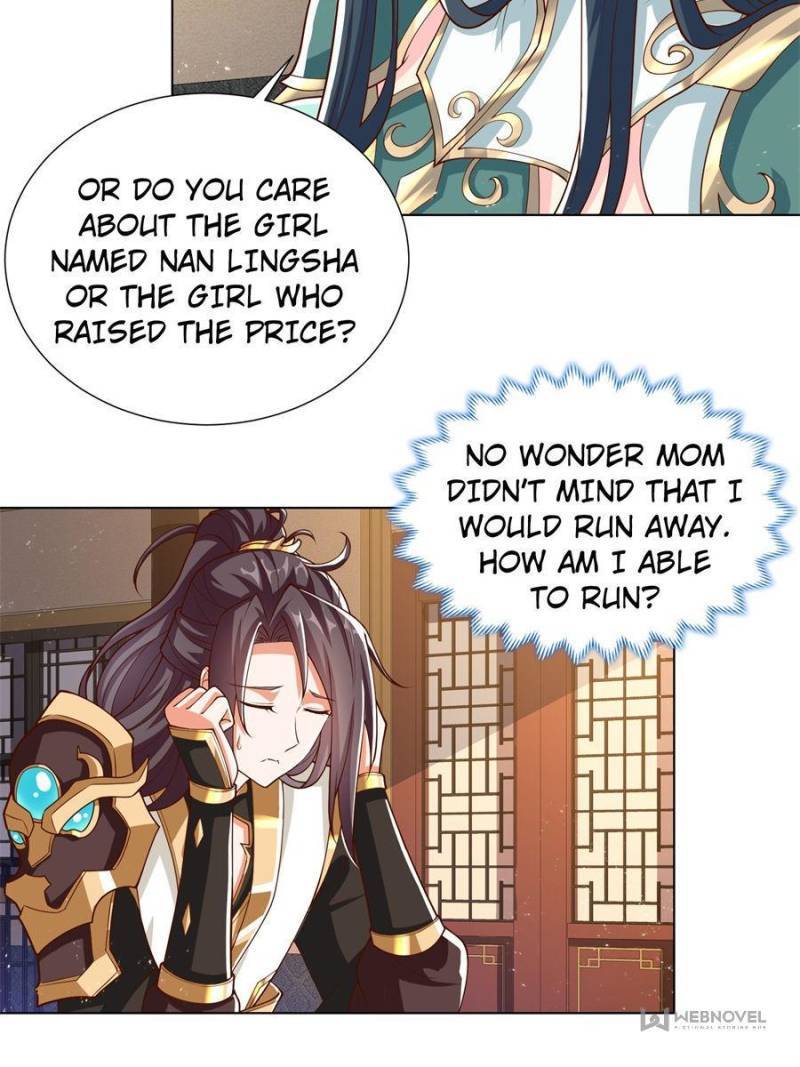 OR DO YOU CARE
ABOUT THE GIRL
NAMED NAN LINGSHA
OR THE GIRL WHO
RAISED THE PRICE?
NO WONDER MOM
DIDN'T MIND THAT I
WOULD RUN AWAY.
HOW AM I ABLE
TO RUN?
WEBNOVEL